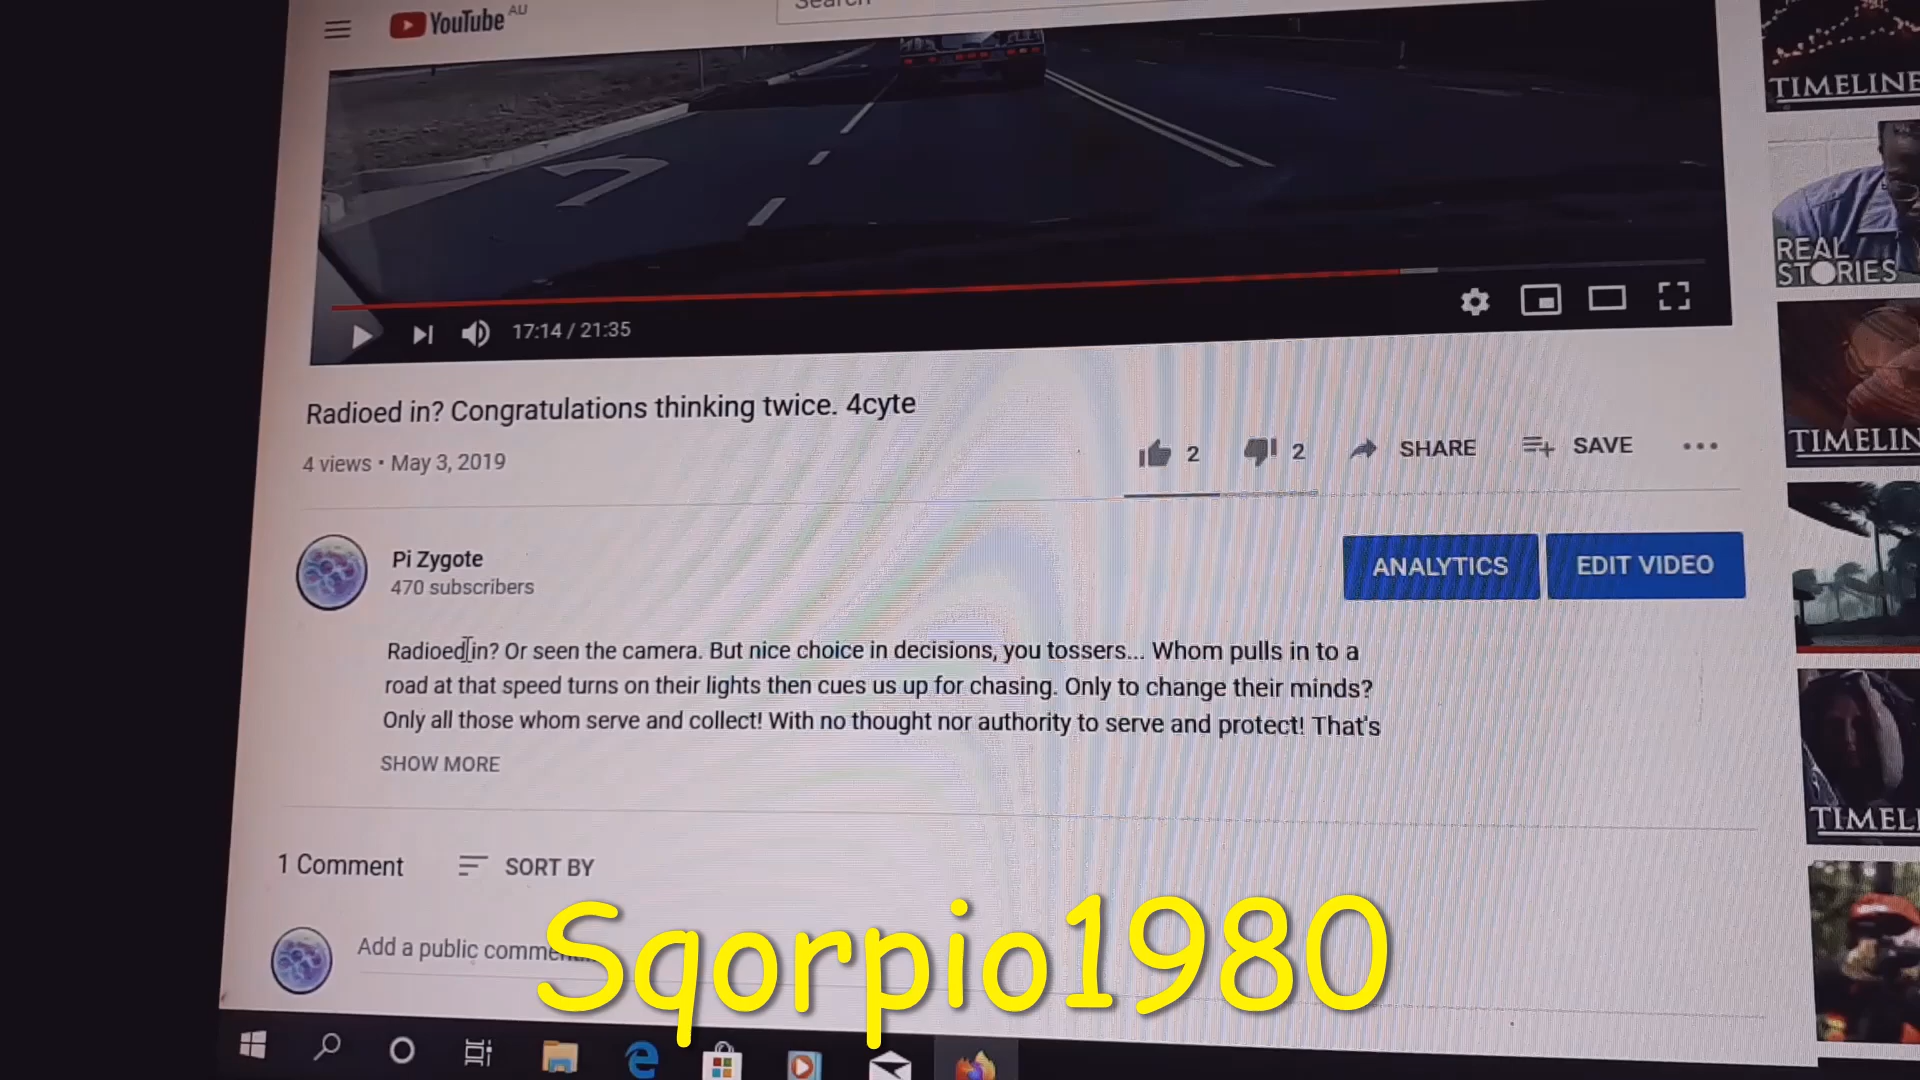 YouTube AU
Search
TIMELINE
REAL
STORIES
17:14 / 21:35
Radioed in? Congratulations thinking twice. 4cyte
4 views • May 3, 2019
2
2
SHARE
SAVE
TIMELIN
Pi Zygote
470 subscribers
ANALYTICS
EDIT VIDEO
Radioed in? Or seen the camera. But nice choice in decisions, you tossers... Whom pulls in to a
road at that speed turns on their lights then cues us up for chasing. Only to change their minds?
Only all those whom serve and collect! With no thought nor authority to serve and protect! That's
SHOW MORE
TIMEL
1 Comment
SORT BY
Add a public comment...
Sqorpio1980